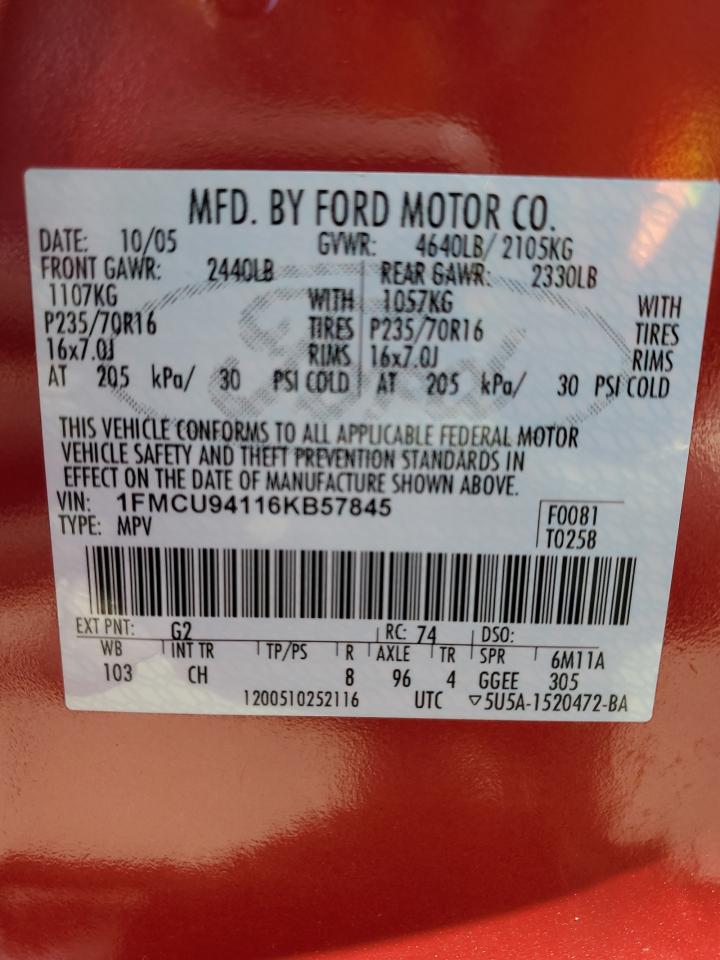 MFD. BY FORD MOTOR CO.
DATE: 10/05 GVWR: 4640LB/ 2105KG
FRONT GAWR: 2440LB REAR GAWR: 2330LB
1107KG WITH 1057KG WITH
P235/70R16 TIRES P235/70R16 TIRES
16x7.0J RIMS 16x7.0J RIMS
AT 205 kPa/ 30 PSI COLD AT 205 kPa/ 30 PSI COLD
THIS VEHICLE CONFORMS TO ALL APPLICABLE FEDERAL MOTOR
VEHICLE SAFETY AND THEFT PREVENTION STANDARDS IN
EFFECT ON THE DATE OF MANUFACTURE SHOWN ABOVE.
VIN: 1FMCU94116KB57845 F0081
TYPE: MPV T0258
EXT PNT: G2 RC: 74 DSO:
WB INT TR TP/PS R AXLE TR SPR 6M11A
103 CH 8 96 4 GGEE 305
1200510252116 UTC ▽5U5A-1520472-BA